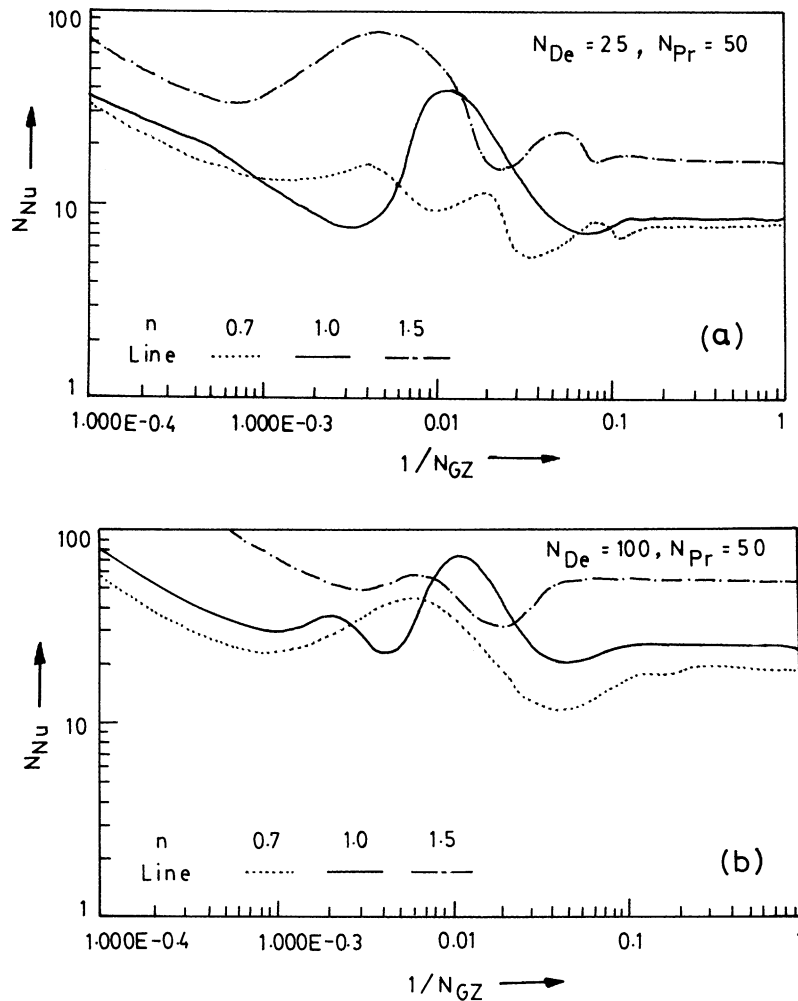 100
N_De = 25, N_Pr = 50
N_Nu
10
n 0.7 1.0 1.5
Line
(a)
1
1.000E-0.4 1.000E-0.3 0.01 0.1 1
1/N_GZ
100
N_De = 100, N_Pr = 50
N_Nu
10
n 0.7 1.0 1.5
Line
(b)
1
1.000E-0.4 1.000E-0.3 0.01 0.1 1
1/N_GZ